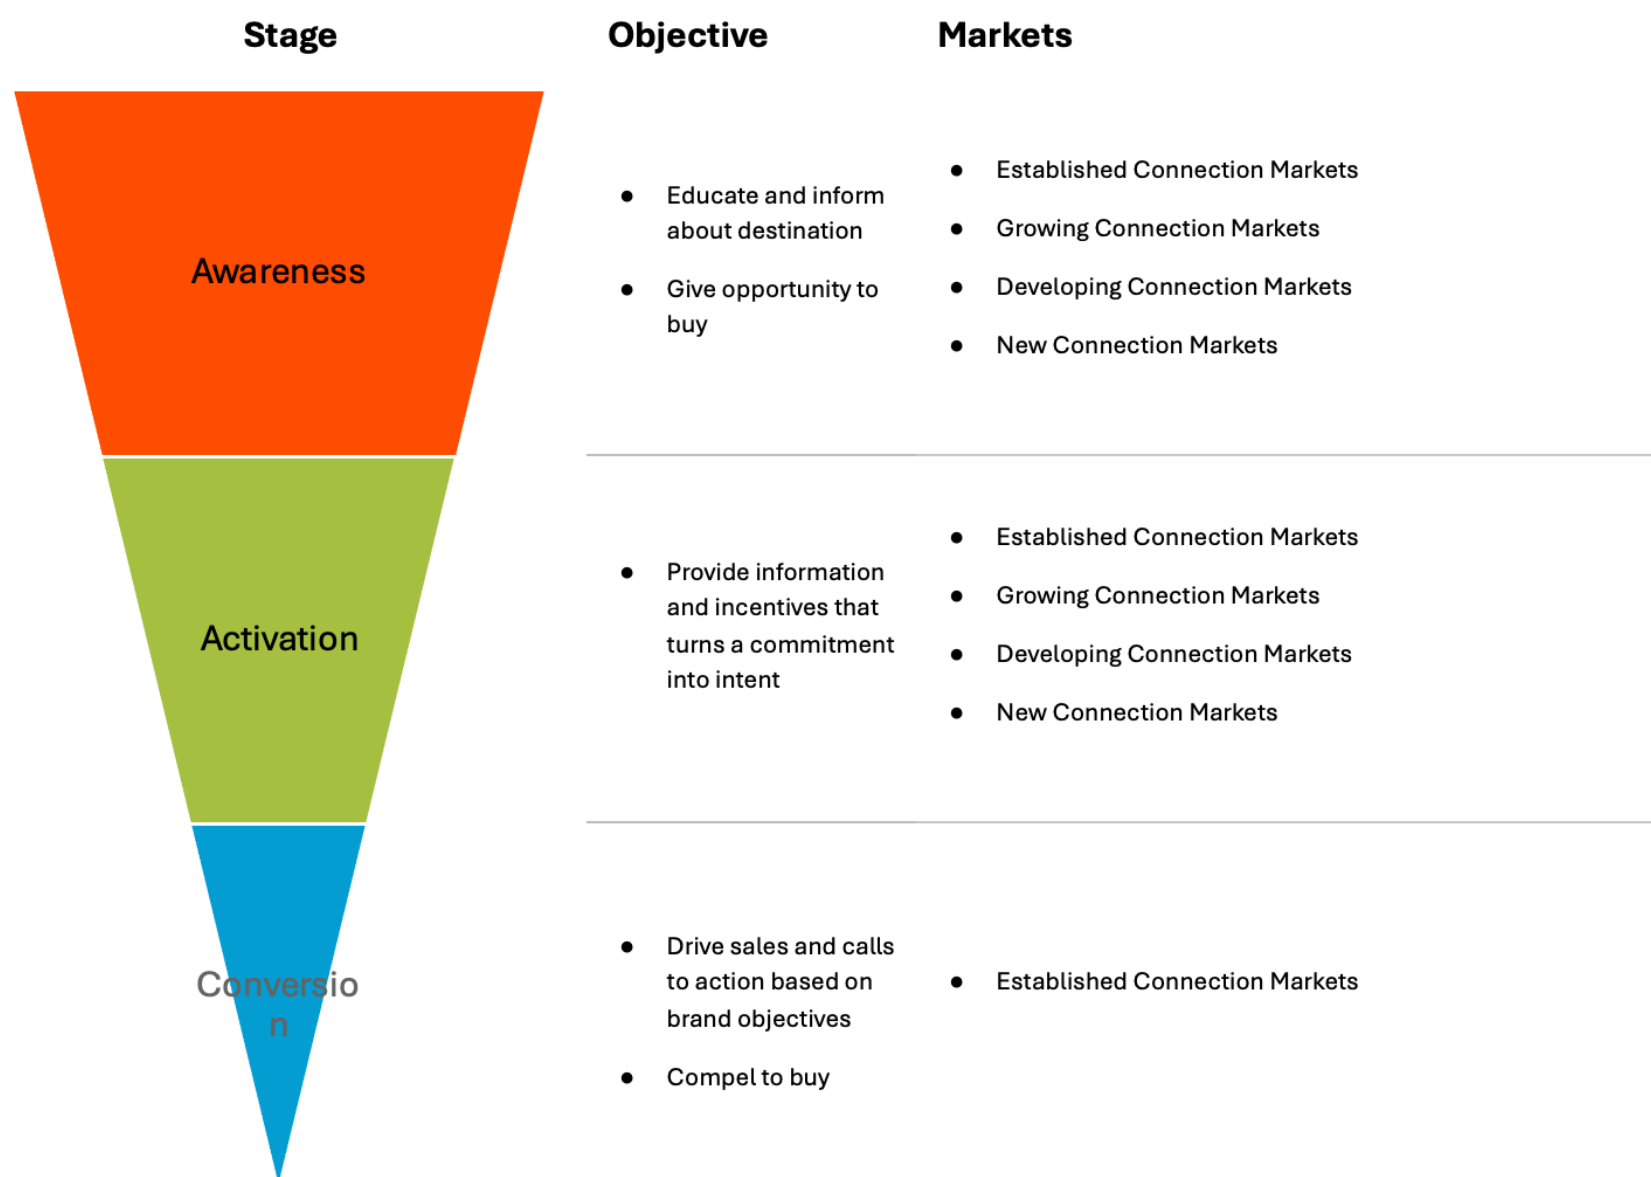 Stage
Objective
Markets
Awareness
● Educate and inform
about destination
● Give opportunity to
buy
● Established Connection Markets
● Growing Connection Markets
● Developing Connection Markets
● New Connection Markets
Activation
● Provide information
and incentives that
turns a commitment
into intent
● Established Connection Markets
● Growing Connection Markets
● Developing Connection Markets
● New Connection Markets
Conversio
n
● Drive sales and calls
to action based on
brand objectives
● Compel to buy
● Established Connection Markets